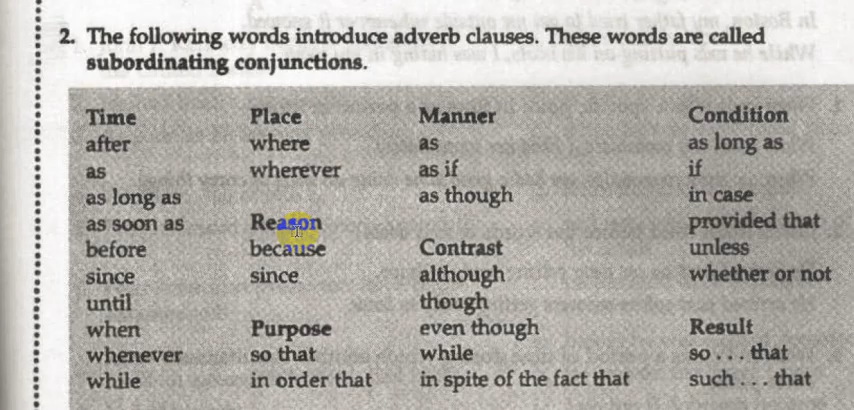 2. The following words introduce adverb clauses. These words are called
subordinating conjunctions.
Time
after
as
as long as
as soon as
before
since
until
when
whenever
while
Place
where
wherever
Reason
because
since
Purpose
so that
in order that
Manner
as
as if
as though
Contrast
although
though
even though
while
in spite of the fact that
Condition
as long as
if
in case
provided that
unless
whether or not
Result
so . . . that
such . . . that